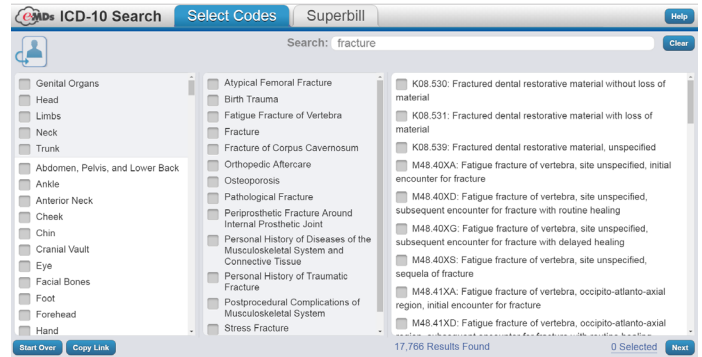 eMDs ICD-10 Search
Select Codes
Superbill
Help
Search: fracture
Clear
Genital Organs
Head
Limbs
Neck
Trunk
Abdomen, Pelvis, and Lower Back
Ankle
Anterior Neck
Cheek
Chin
Cranial Vault
Eye
Facial Bones
Foot
Forehead
Hand
Atypical Femoral Fracture
Birth Trauma
Fatigue Fracture of Vertebra
Fracture
Fracture of Corpus Cavernosum
Orthopedic Aftercare
Osteoporosis
Pathological Fracture
Periprosthetic Fracture Around
Internal Prosthetic Joint
Personal History of Diseases of the
Musculoskeletal System and
Connective Tissue
Personal History of Traumatic
Fracture
Postprocedural Complications of
Musculoskeletal System
Stress Fracture
K08.530: Fractured dental restorative material without loss of
material
K08.531: Fractured dental restorative material with loss of
material
K08.539: Fractured dental restorative material, unspecified
M48.40XA: Fatigue fracture of vertebra, site unspecified, initial
encounter for fracture
M48.40XD: Fatigue fracture of vertebra, site unspecified,
subsequent encounter for fracture with routine healing
M48.40XG: Fatigue fracture of vertebra, site unspecified,
subsequent encounter for fracture with delayed healing
M48.40XS: Fatigue fracture of vertebra, site unspecified,
sequela of fracture
M48.41XA: Fatigue fracture of vertebra, occipito-atlanto-axial
region, initial encounter for fracture
M48.41XD: Fatigue fracture of vertebra, occipito-atlanto-axial
region, subsequent encounter for fracture with routine healing
Start Over
Copy Link
17,766 Results Found
0 Selected
Next